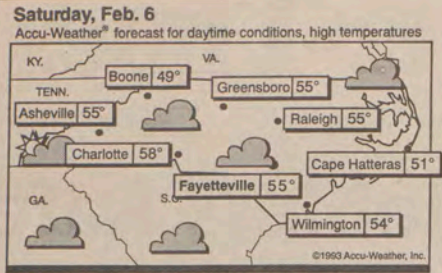 Saturday, Feb. 6
Accu-Weather® forecast for daytime conditions, high temperatures
KY.
VA.
Boone 49°
Greensboro 55°
TENN.
Asheville 55°
Raleigh 55°
Charlotte 58°
Cape Hatteras 51°
Fayetteville 55°
GA.
S.C.
Wilmington 54°
©1993 Accu-Weather, Inc.